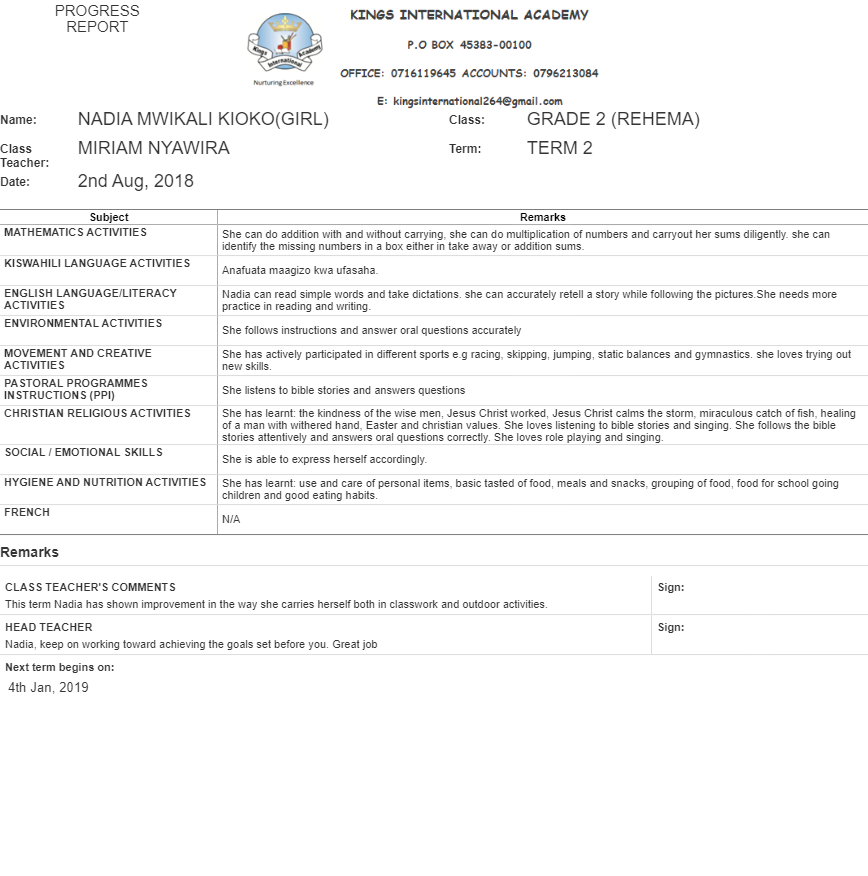 PROGRESS
REPORT
Kings International Academy
Nurturing Excellence
KINGS INTERNATIONAL ACADEMY
P.O BOX 45383-00100
OFFICE: 0716119645 ACCOUNTS: 0796213084
E: kingsinternational264@gmail.com
Name: NADIA MWIKALI KIOKO(GIRL) Class: GRADE 2 (REHEMA)
Class Teacher: MIRIAM NYAWIRA Term: TERM 2
Date: 2nd Aug, 2018
Subject Remarks
MATHEMATICS ACTIVITIES
She can do addition with and without carrying, she can do multiplication of numbers and carryout her sums diligently. she can
identify the missing numbers in a box either in take away or addition sums.
KISWAHILI LANGUAGE ACTIVITIES
Anafuata maagizo kwa ufasaha.
ENGLISH LANGUAGE/LITERACY
ACTIVITIES
Nadia can read simple words and take dictations. she can accurately retell a story while following the pictures.She needs more
practice in reading and writing.
ENVIRONMENTAL ACTIVITIES
She follows instructions and answer oral questions accurately
MOVEMENT AND CREATIVE
ACTIVITIES
She has actively participated in different sports e.g racing, skipping, jumping, static balances and gymnastics. she loves trying out
new skills.
PASTORAL PROGRAMMES
INSTRUCTIONS (PPI)
She listens to bible stories and answers questions
CHRISTIAN RELIGIOUS ACTIVITIES
She has learnt: the kindness of the wise men, Jesus Christ worked, Jesus Christ calms the storm, miraculous catch of fish, healing
of a man with withered hand, Easter and christian values. She loves listening to bible stories and singing. She follows the bible
stories attentively and answers oral questions correctly. She loves role playing and singing.
SOCIAL / EMOTIONAL SKILLS
She is able to express herself accordingly.
HYGIENE AND NUTRITION ACTIVITIES
She has learnt: use and care of personal items, basic tasted of food, meals and snacks, grouping of food, food for school going
children and good eating habits.
FRENCH
N/A
Remarks
CLASS TEACHER'S COMMENTS Sign:
This term Nadia has shown improvement in the way she carries herself both in classwork and outdoor activities.
HEAD TEACHER Sign:
Nadia, keep on working toward achieving the goals set before you. Great job
Next term begins on:
4th Jan, 2019